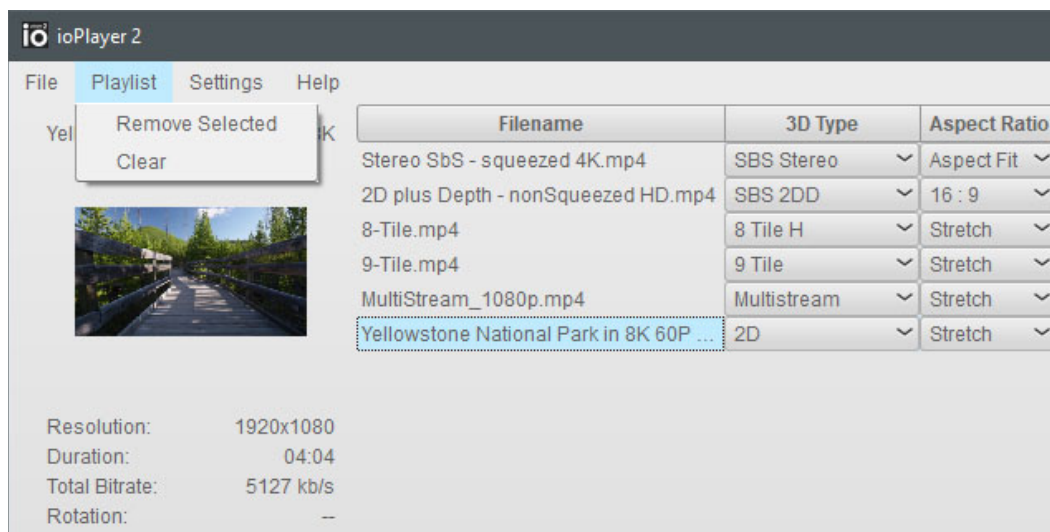 iO ioPlayer 2
File Playlist Settings Help
Remove Selected
Clear
Yel K
Filename 3D Type Aspect Ratio
Stereo SbS - squeezed 4K.mp4 SBS Stereo Aspect Fit
2D plus Depth - nonSqueezed HD.mp4 SBS 2DD 16 : 9
8-Tile.mp4 8 Tile H Stretch
9-Tile.mp4 9 Tile Stretch
MultiStream_1080p.mp4 Multistream Stretch
Yellowstone National Park in 8K 60P ... 2D Stretch
Resolution: 1920x1080
Duration: 04:04
Total Bitrate: 5127 kb/s
Rotation: --